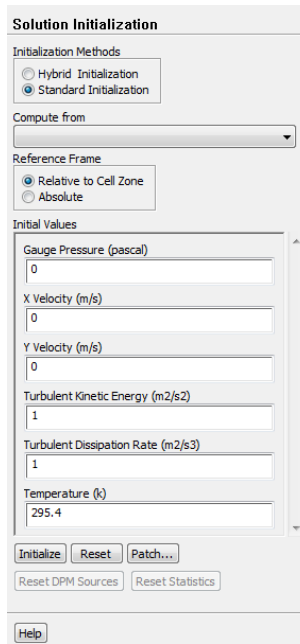 Solution Initialization
Initialization Methods
Hybrid Initialization
Standard Initialization
Compute from
Reference Frame
Relative to Cell Zone
Absolute
Initial Values
Gauge Pressure (pascal)
0
X Velocity (m/s)
0
Y Velocity (m/s)
0
Turbulent Kinetic Energy (m2/s2)
1
Turbulent Dissipation Rate (m2/s3)
1
Temperature (k)
295.4
Initialize Reset Patch...
Reset DPM Sources Reset Statistics
Help